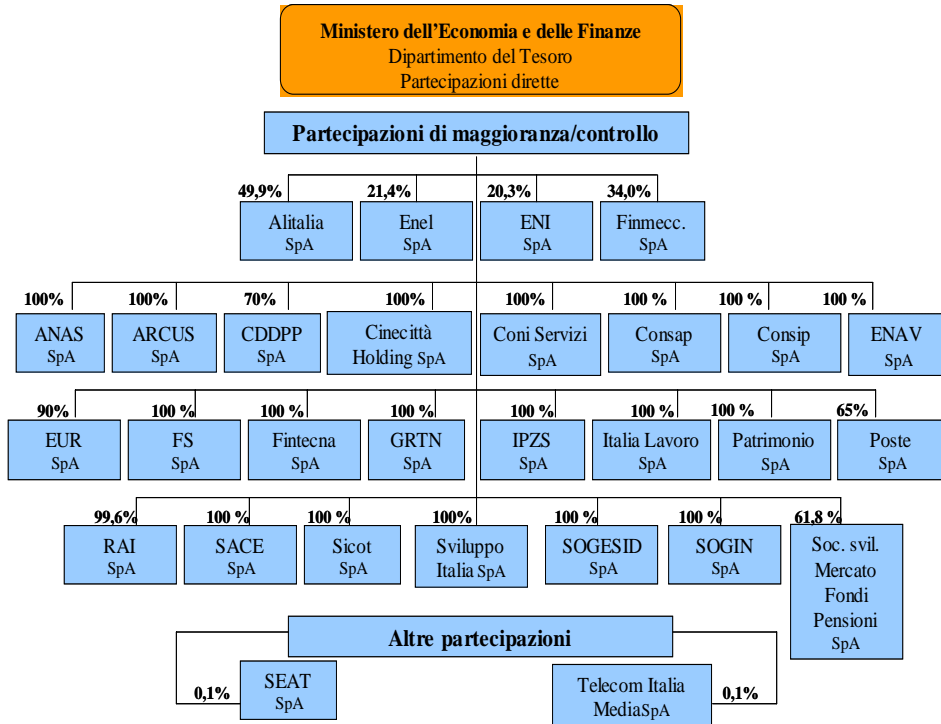 Ministero dell'Economia e delle Finanze
Dipartimento del Tesoro
Partecipazioni dirette
Partecipazioni di maggioranza/controllo
49,9%
21,4%
20,3%
34,0%
Alitalia
SpA
Enel
SpA
ENI
SpA
Finmecc.
SpA
100%
100%
70%
100%
100%
100 %
100 %
100 %
ANAS
SpA
ARCUS
SpA
CDDPP
SpA
Cinecittà
Holding SpA
Coni Servizi
SpA
Consap
SpA
Consip
SpA
ENAV
SpA
90%
100 %
100 %
100 %
100 %
100 %
100 %
65%
EUR
SpA
FS
SpA
Fintecna
SpA
GRTN
SpA
IPZS
SpA
Italia Lavoro
SpA
Patrimonio
SpA
Poste
SpA
99,6%
100 %
100 %
100%
100 %
100 %
61,8 %
RAI
SpA
SACE
SpA
Sicot
SpA
Sviluppo
Italia SpA
SOGESID
SpA
SOGIN
SpA
Soc. svil.
Mercato
Fondi
Pensioni
SpA
Altre partecipazioni
0,1%
SEAT
SpA
Telecom Italia
MediaSpA
0,1%